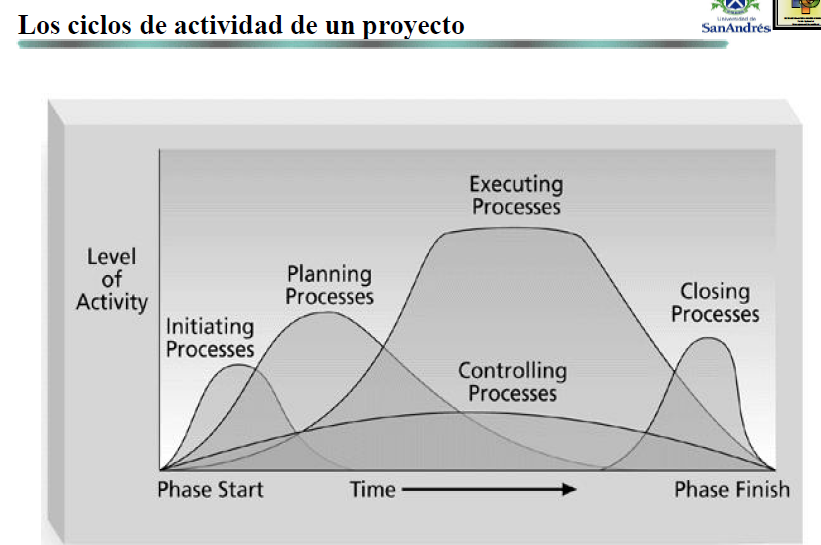 Los ciclos de actividad de un proyecto
Universidad de
SanAndrés
Executing
Processes
Level
of
Activity
Planning
Processes
Closing
Processes
Initiating
Processes
Controlling
Processes
Phase Start
Time
Phase Finish